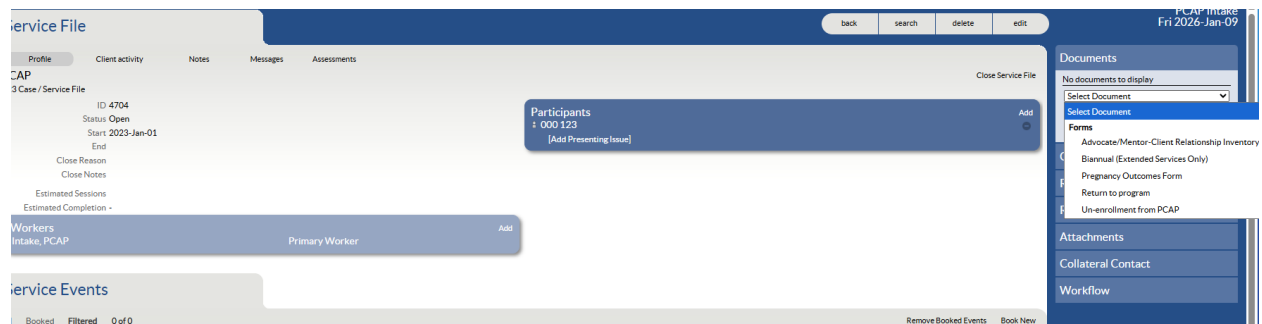 Service File
back search delete edit
PCAP Intake
Fri 2026-Jan-09
Profile Client activity Notes Messages Assessments
CAP
3 Case / Service File
Close Service File
ID 4704
Status Open
Start 2023-Jan-01
End
Close Reason
Close Notes
Estimated Sessions
Estimated Completion -
Participants Add
000 123
[Add Presenting Issue]
Workers Add
Intake, PCAP Primary Worker
Service Events
Booked Filtered 0 of 0
Remove Booked Events Book New
Documents
No documents to display
Select Document
Select Document
Forms
Advocate/Mentor-Client Relationship Inventory
Biannual (Extended Services Only)
Pregnancy Outcomes Form
Return to program
Un-enrollment from PCAP
Attachments
Collateral Contact
Workflow